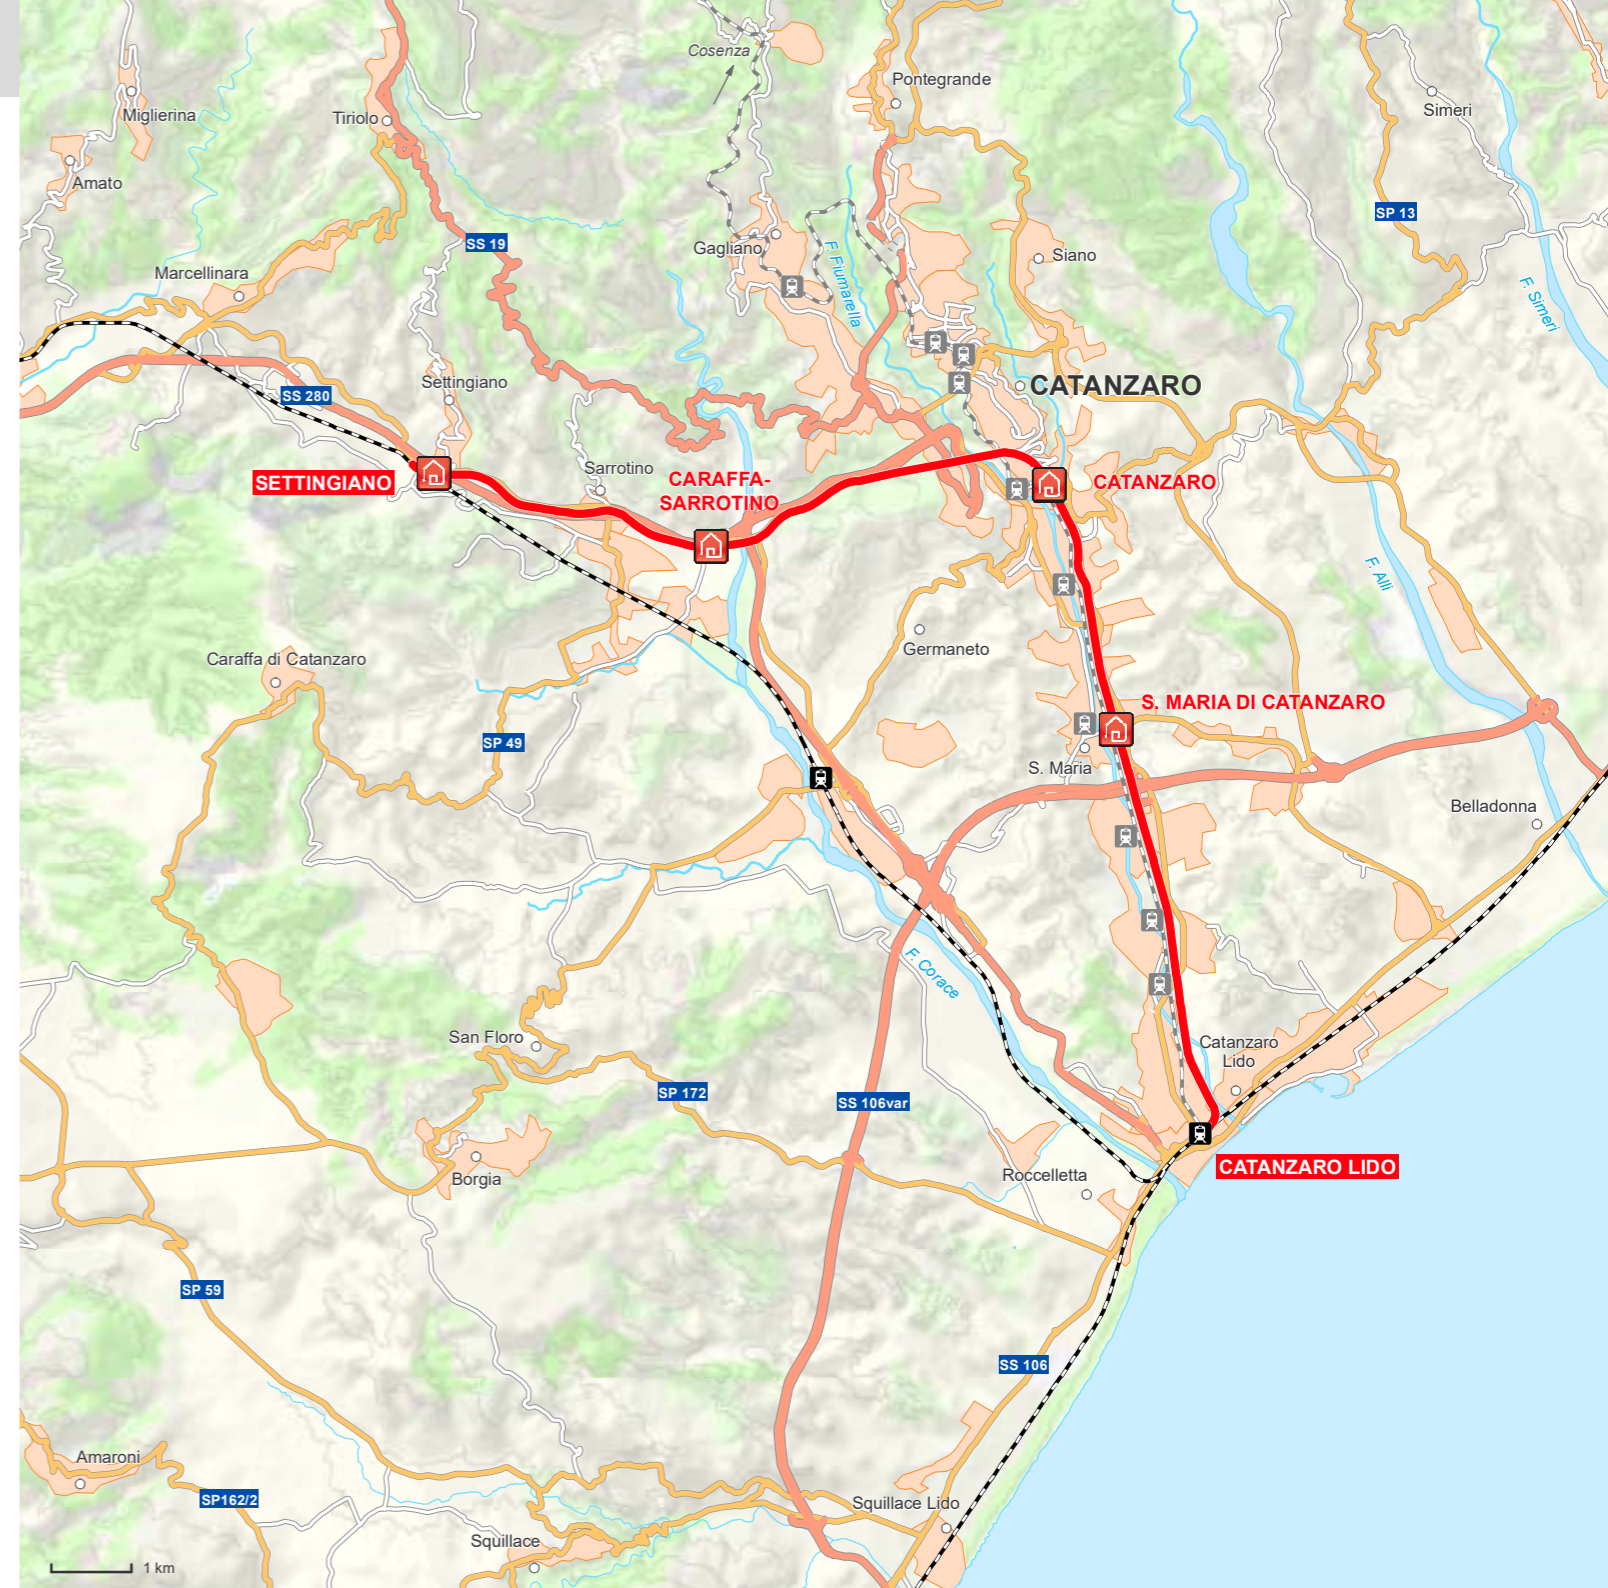 Cosenza
Pontegrande
Miglierina
Tiriolo
Simeri
Amato
SP 13
SS 19
Gagliano
F. Fiumarella
Siano
Marcellinara
F. Simeri
Settingiano
SS 280
CATANZARO
Sarrotino
SETTINGIANO
CARAFFA-
SARROTINO
CATANZARO
F. Alli
Germaneto
Caraffa di Catanzaro
S. MARIA DI CATANZARO
SP 49
S. Maria
Belladonna
F. Corace
San Floro
Catanzaro
Lido
SP 172
SS 106var
Borgia
Roccelletta
CATANZARO LIDO
SP 59
SS 106
Amaroni
SP162/2
Squillace Lido
Squillace
1 km